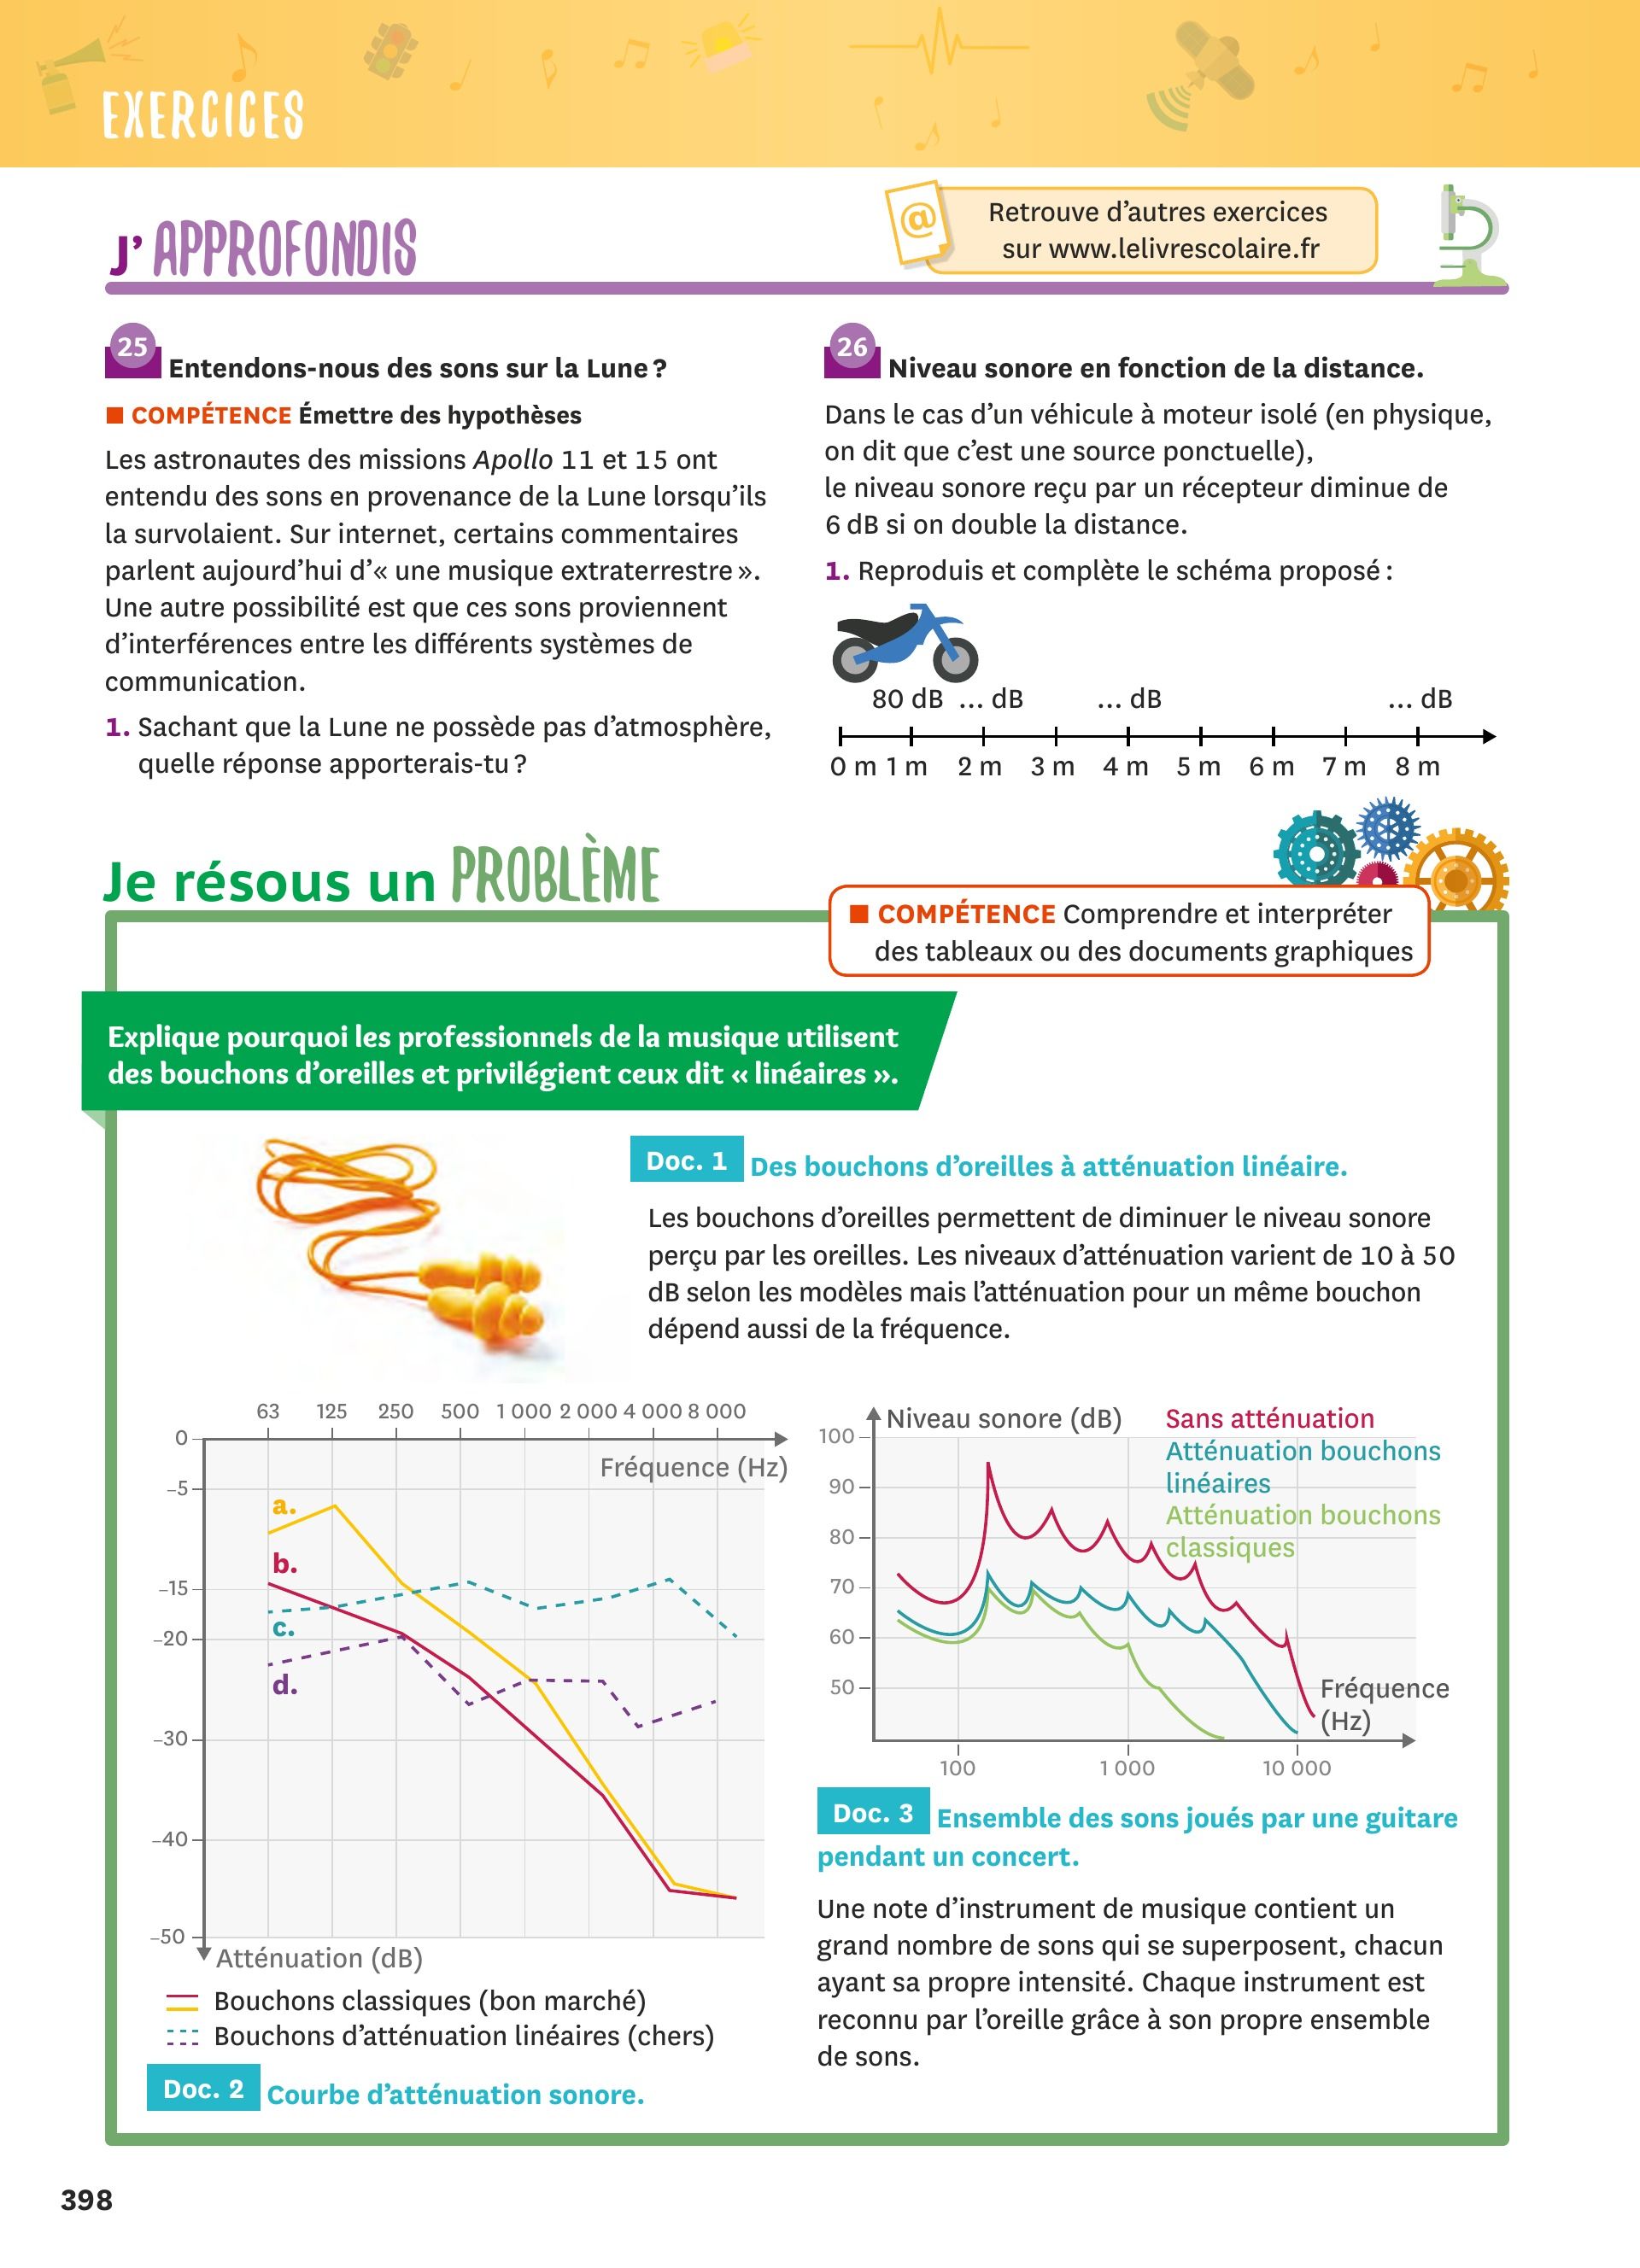 EXERCICES
J' APPROFONDIS
@
Retrouve d'autres exercices
sur www.lelivrescolaire.fr
25 Entendons-nous des sons sur la Lune ?
■ COMPÉTENCE Émettre des hypothèses
Les astronautes des missions Apollo 11 et 15 ont
entendu des sons en provenance de la Lune lorsqu'ils
la survolaient. Sur internet, certains commentaires
parlent aujourd'hui d'« une musique extraterrestre ».
Une autre possibilité est que ces sons proviennent
d'interférences entre les différents systèmes de
communication.
1. Sachant que la Lune ne possède pas d'atmosphère,
quelle réponse apporterais-tu ?
26 Niveau sonore en fonction de la distance.
Dans le cas d'un véhicule à moteur isolé (en physique,
on dit que c'est une source ponctuelle),
le niveau sonore reçu par un récepteur diminue de
6 dB si on double la distance.
1. Reproduis et complète le schéma proposé :
80 dB ... dB ... dB ... dB
0 m 1 m 2 m 3 m 4 m 5 m 6 m 7 m 8 m
Je résous un PROBLÈME
■ COMPÉTENCE Comprendre et interpréter
des tableaux ou des documents graphiques
Explique pourquoi les professionnels de la musique utilisent
des bouchons d'oreilles et privilégient ceux dit « linéaires ».
Doc. 1 Des bouchons d'oreilles à atténuation linéaire.
Les bouchons d'oreilles permettent de diminuer le niveau sonore
perçu par les oreilles. Les niveaux d'atténuation varient de 10 à 50
dB selon les modèles mais l'atténuation pour un même bouchon
dépend aussi de la fréquence.
63 125 250 500 1 000 2 000 4 000 8 000
0
Fréquence (Hz)
–5
a.
b.
–15
c.
–20
d.
–30
–40
–50
Atténuation (dB)
Bouchons classiques (bon marché)
Bouchons d'atténuation linéaires (chers)
Doc. 2 Courbe d'atténuation sonore.
Niveau sonore (dB)
Sans atténuation
Atténuation bouchons
linéaires
Atténuation bouchons
classiques
100
90
80
70
60
50
Fréquence
(Hz)
100 1 000 10 000
Doc. 3 Ensemble des sons joués par une guitare
pendant un concert.
Une note d'instrument de musique contient un
grand nombre de sons qui se superposent, chacun
ayant sa propre intensité. Chaque instrument est
reconnu par l'oreille grâce à son propre ensemble
de sons.
398